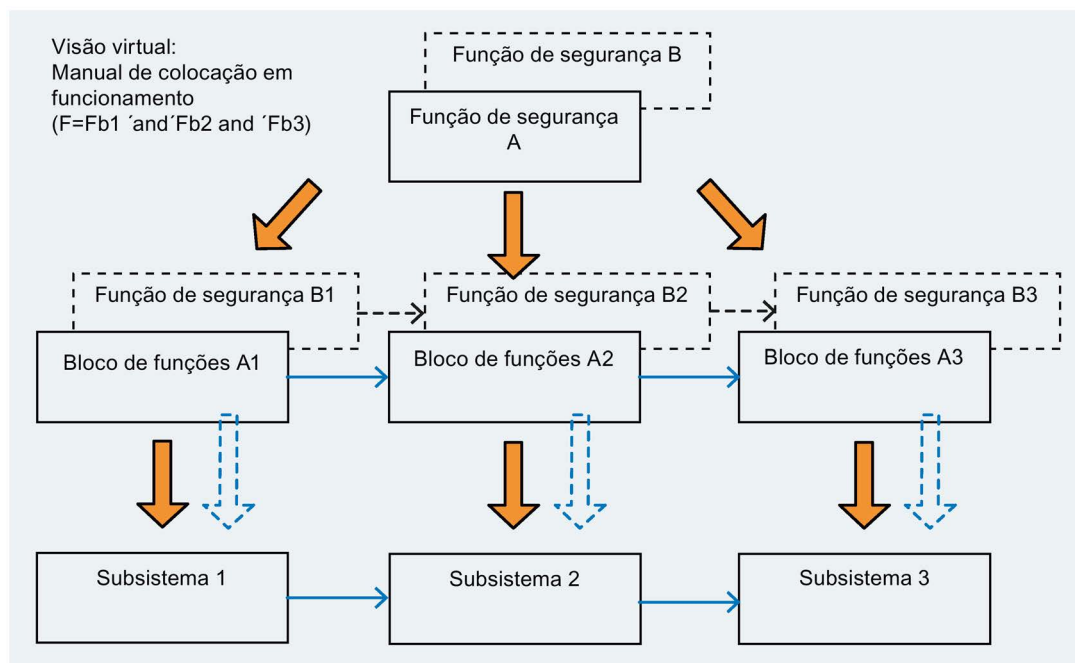 Visão virtual:
Manual de colocação em
funcionamento
(F=Fb1 ´and´Fb2 and ´Fb3)
Função de segurança B
Função de segurança
A
Função de segurança B1
Função de segurança B2
Função de segurança B3
Bloco de funções A1
Bloco de funções A2
Bloco de funções A3
Subsistema 1
Subsistema 2
Subsistema 3